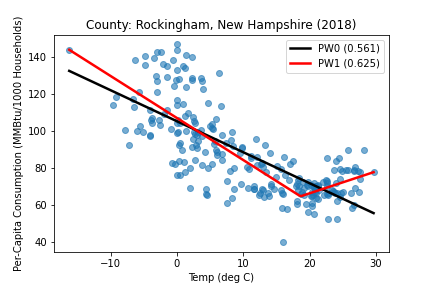 County: Rockingham, New Hampshire (2018)
Per-Capita Consumption (MMBtu/1000 Households)
140
120
100
80
60
40
PW0 (0.561)
PW1 (0.625)
−10 0 10 20 30
Temp (deg C)